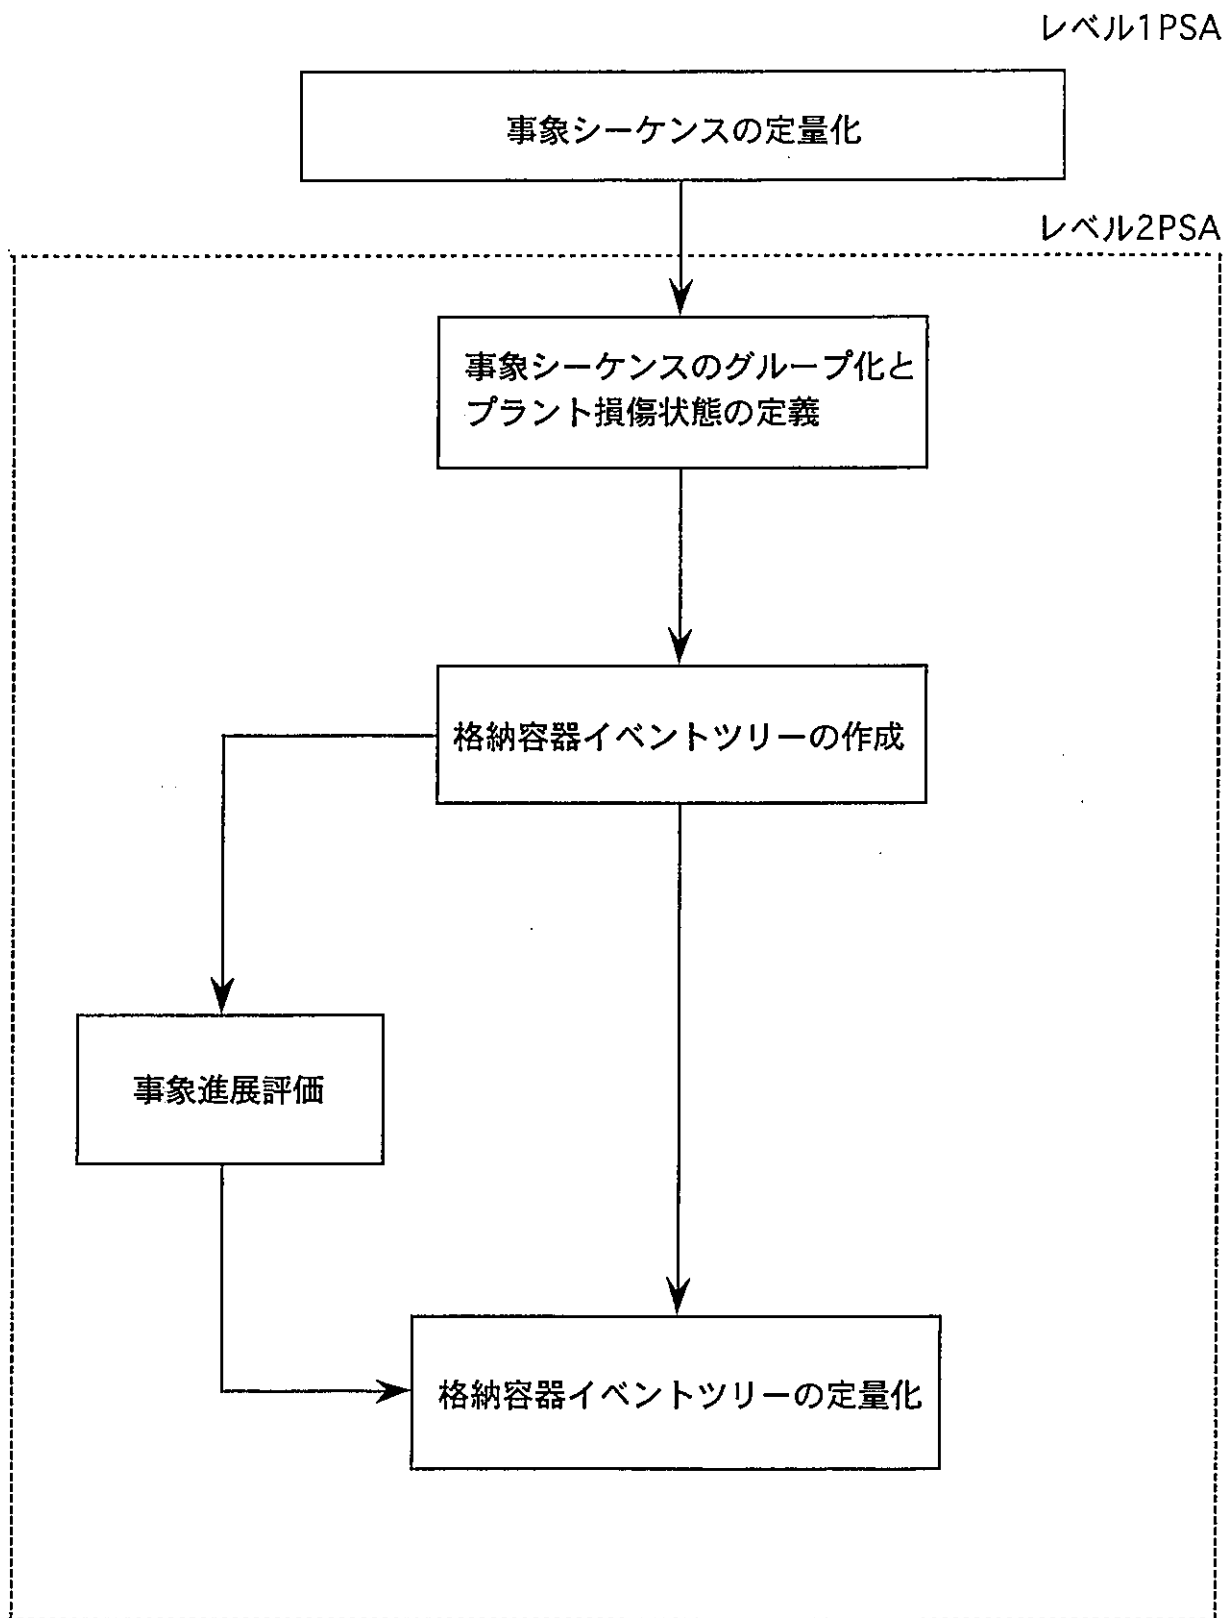 レベル1PSA
事象シーケンスの定量化
レベル2PSA
事象シーケンスのグループ化と
プラント損傷状態の定義
格納容器イベントツリーの作成
事象進展評価
格納容器イベントツリーの定量化